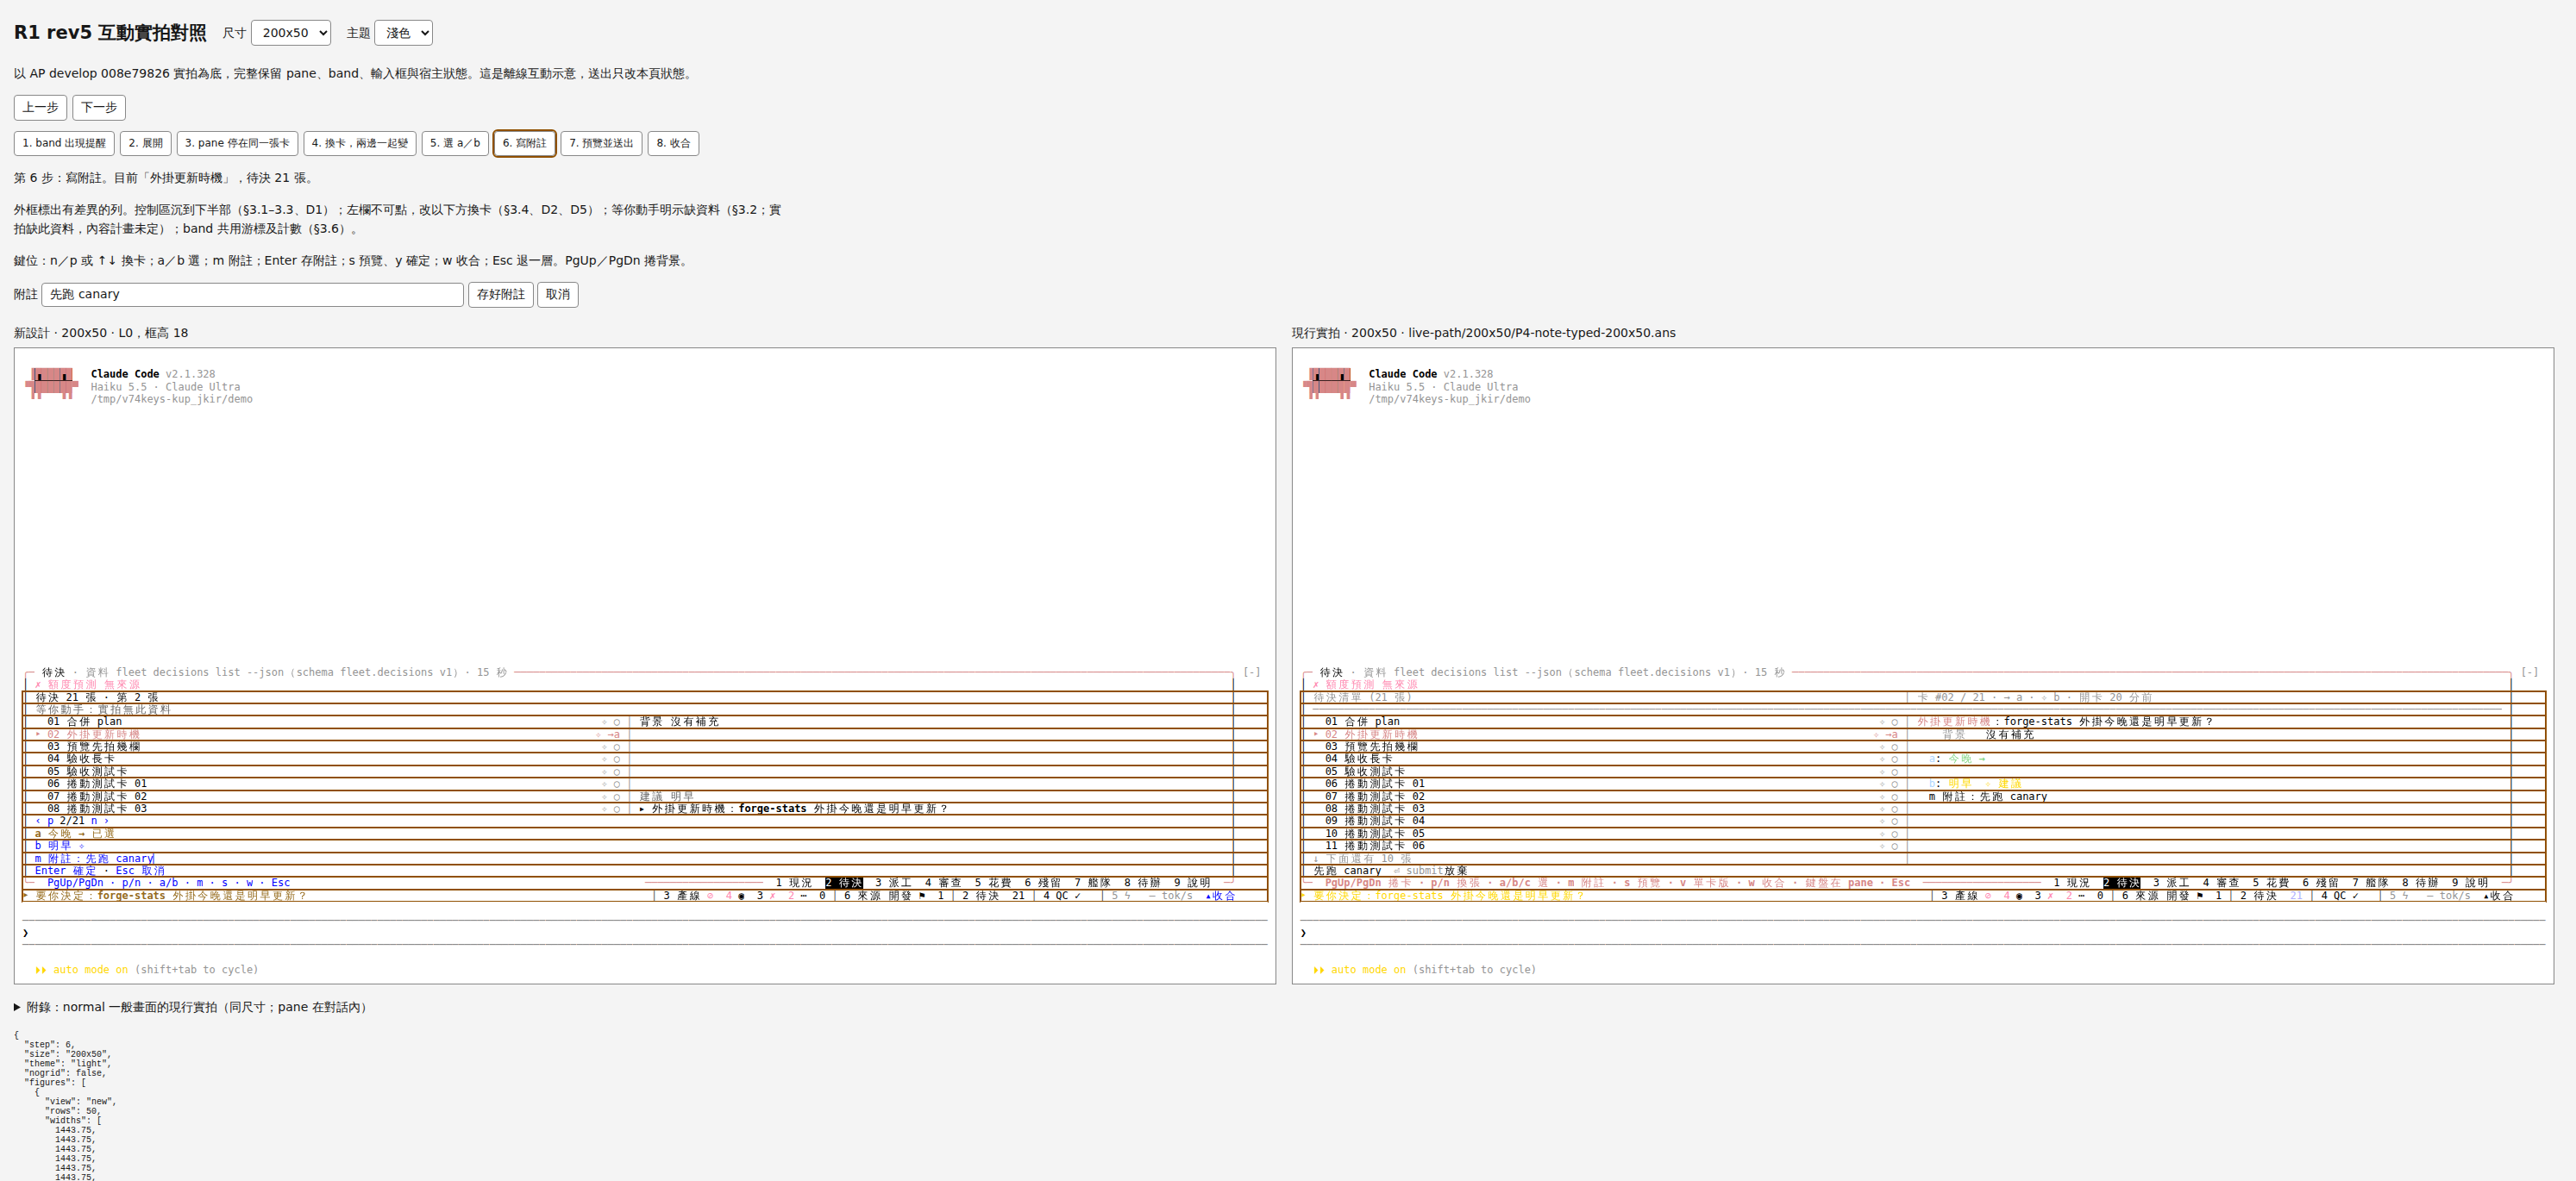 R1 rev5 互動實拍對照 尺寸 200x50 主題 淺色
以 AP develop 008e79826 實拍為底，完整保留 pane、band、輸入框與宿主狀態。這是離線互動示意，送出只改本頁狀態。
上一步 下一步
1. band 出現提醒 2. 展開 3. pane 停在同一張卡 4. 換卡，兩邊一起變 5. 選 a／b 6. 寫附註 7. 預覽並送出 8. 收合
第 6 步：寫附註。目前「外掛更新時機」，待決 21 張。
外框標出有差異的列。控制區沉到下半部（§3.1–3.3、D1）；左欄不可點，改以下方換卡（§3.4、D2、D5）；等你動手明示缺資料（§3.2；實
拍缺此資料，內容計畫未定）；band 共用游標及計數（§3.6）。
鍵位：n／p 或 ↑↓ 換卡；a／b 選；m 附註；Enter 存附註；s 預覽、y 確定；w 收合；Esc 退一層。PgUp／PgDn 捲背景。
附註 先跑 canary 存好附註 取消
新設計 · 200x50 · L0，框高 18
Claude Code v2.1.328
Haiku 5.5 · Claude Ultra
/tmp/v74keys-kup_jkir/demo
待決 · 資料 fleet decisions list --json（schema fleet.decisions v1）· 15 秒 [-]
✗ 額度預測 無來源
待決 21 張 · 第 2 張
等你動手：實拍無此資料
01 合併 plan ✧ ○ │ 背景 沒有補充
‣ 02 外掛更新時機 ✧ →a
03 預覽先拍幾欄 ✧ ○
04 驗收長卡 ✧ ○
05 驗收測試卡 ✧ ○
06 捲動測試卡 01 ✧ ○
07 捲動測試卡 02 ✧ ○ │ 建議 明早
08 捲動測試卡 03 ✧ ○ │ ▸ 外掛更新時機：forge-stats 外掛今晚還是明早更新？
‹ p 2/21 n ›
a 今晚 → 已選
b 明早 ✧
m 附註：先跑 canary
Enter 確定 · Esc 取消
PgUp/PgDn · p/n · a/b · m · s · w · Esc 1 現況 2 待決 3 派工 4 審查 5 花費 6 殘留 7 艦隊 8 待辦 9 說明
▸ 要你決定：forge-stats 外掛今晚還是明早更新？ │ 3 產線 ⊘ 4 ◉ 3 ✗ 2 ⋯ 0 │ 6 來源 開發 ⚑ 1 │ 2 待決 21 │ 4 QC ✓ │ 5 ϟ — tok/s ▴收合
❯
⏵⏵ auto mode on (shift+tab to cycle)
現行實拍 · 200x50 · live-path/200x50/P4-note-typed-200x50.ans
Claude Code v2.1.328
Haiku 5.5 · Claude Ultra
/tmp/v74keys-kup_jkir/demo
待決 · 資料 fleet decisions list --json（schema fleet.decisions v1）· 15 秒 [-]
✗ 額度預測 無來源
待決清單（21 張） │ 卡 #02 / 21 · → a · ✧ b · 開卡 20 分前
01 合併 plan ✧ ○ │ 外掛更新時機：forge-stats 外掛今晚還是明早更新？
‣ 02 外掛更新時機 ✧ →a │ 背景 沒有補充
03 預覽先拍幾欄 ✧ ○
04 驗收長卡 ✧ ○ │ a: 今晚 →
05 驗收測試卡 ✧ ○
06 捲動測試卡 01 ✧ ○ │ b: 明早 ✧ 建議
07 捲動測試卡 02 ✧ ○ │ m 附註：先跑 canary
08 捲動測試卡 03 ✧ ○
09 捲動測試卡 04 ✧ ○
10 捲動測試卡 05 ✧ ○
11 捲動測試卡 06 ✧ ○
↓ 下面還有 10 張
先跑 canary ⏎ submit放棄
PgUp/PgDn 捲卡 · p/n 換張 · a/b/c 選 · m 附註 · s 預覽 · v 單卡版 · w 收合 · 鍵盤在 pane · Esc 1 現況 2 待決 3 派工 4 審查 5 花費 6 殘留 7 艦隊 8 待辦 9 說明
要你決定：forge-stats 外掛今晚還是明早更新？ │ 3 產線 ⊘ 4 ◉ 3 ✗ 2 ⋯ 0 │ 6 來源 開發 ⚑ 1 │ 2 待決 21 │ 4 QC ✓ │ 5 ϟ — tok/s ▴收合
❯
⏵⏵ auto mode on (shift+tab to cycle)
▶ 附錄：normal 一般畫面的現行實拍（同尺寸；pane 在對話內）
{
"step": 6,
"size": "200x50",
"theme": "light",
"nogrid": false,
"figures": [
{
"view": "new",
"rows": 50,
"widths": [
1443.75,
1443.75,
1443.75,
1443.75,
1443.75,
1443.75,